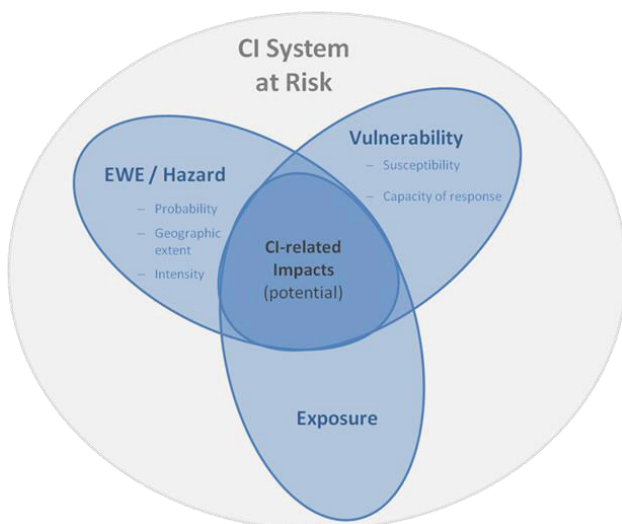 CI System
at Risk
Vulnerability
– Susceptibility
– Capacity of response
EWE / Hazard
– Probability
– Geographic
extent
– Intensity
CI-related
Impacts
(potential)
Exposure